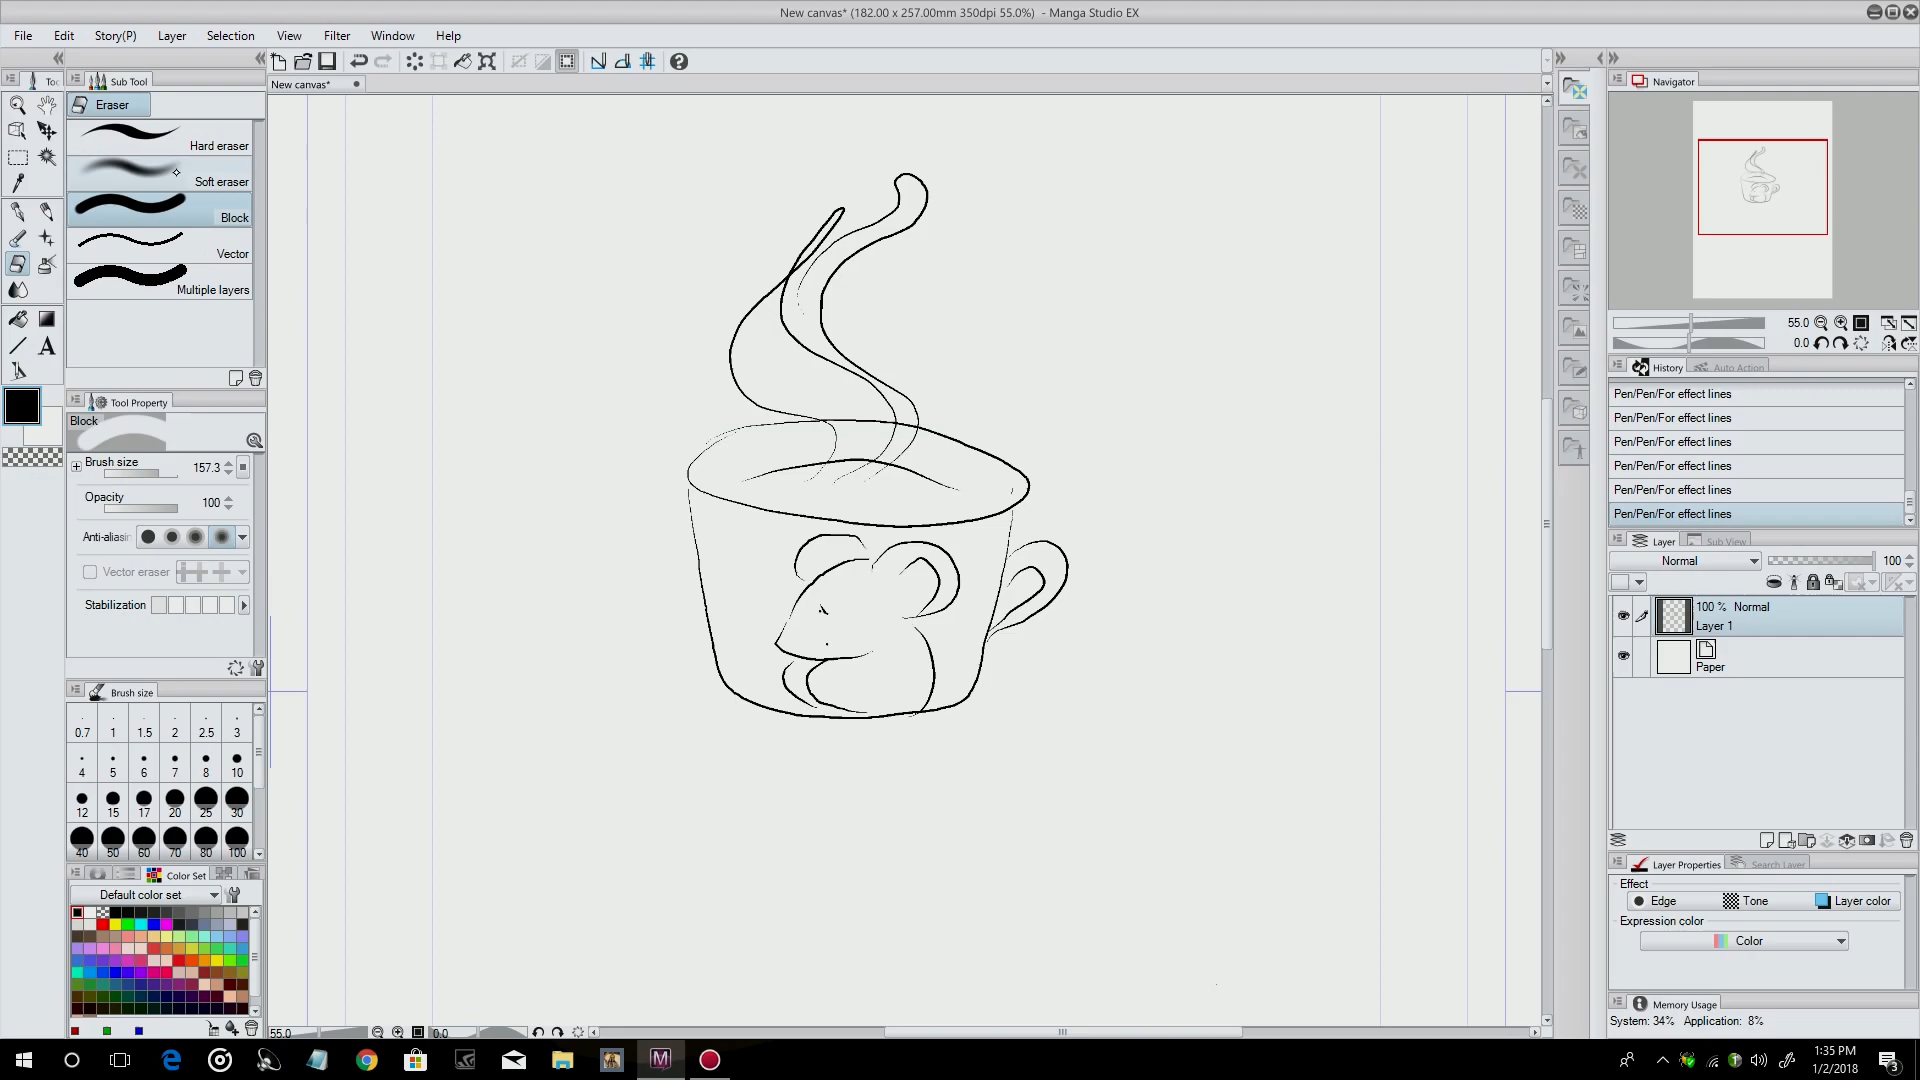 New canvas* (182.00 x 257.00mm 350dpi 55.0%) - Manga Studio EX
File Edit Story(P) Layer Selection View Filter Window Help
Sub Tool
New canvas*
Navigator
Eraser
Hard eraser
Soft eraser
Block
Vector
Multiple layers
55.0
0.0
History Auto Action
Pen/Pen/For effect lines
Pen/Pen/For effect lines
Pen/Pen/For effect lines
Pen/Pen/For effect lines
Pen/Pen/For effect lines
Pen/Pen/For effect lines
Tool Property
Block
Brush size 157.3
Opacity 100
Anti-aliasin
Vector eraser
Stabilization
Layer Sub View
Normal 100
100 % Normal
Layer 1
Paper
Brush size
0.7 1 1.5 2 2.5 3
4 5 6 7 8 10
12 15 17 20 25 30
40 50 60 70 80 100
Color Set
Default color set
Layer Properties Search Layer
Effect
Edge Tone Layer color
Expression color
Color
Memory Usage
System: 34% Application: 8%
55.0 0.0
1:35 PM
1/2/2018
3